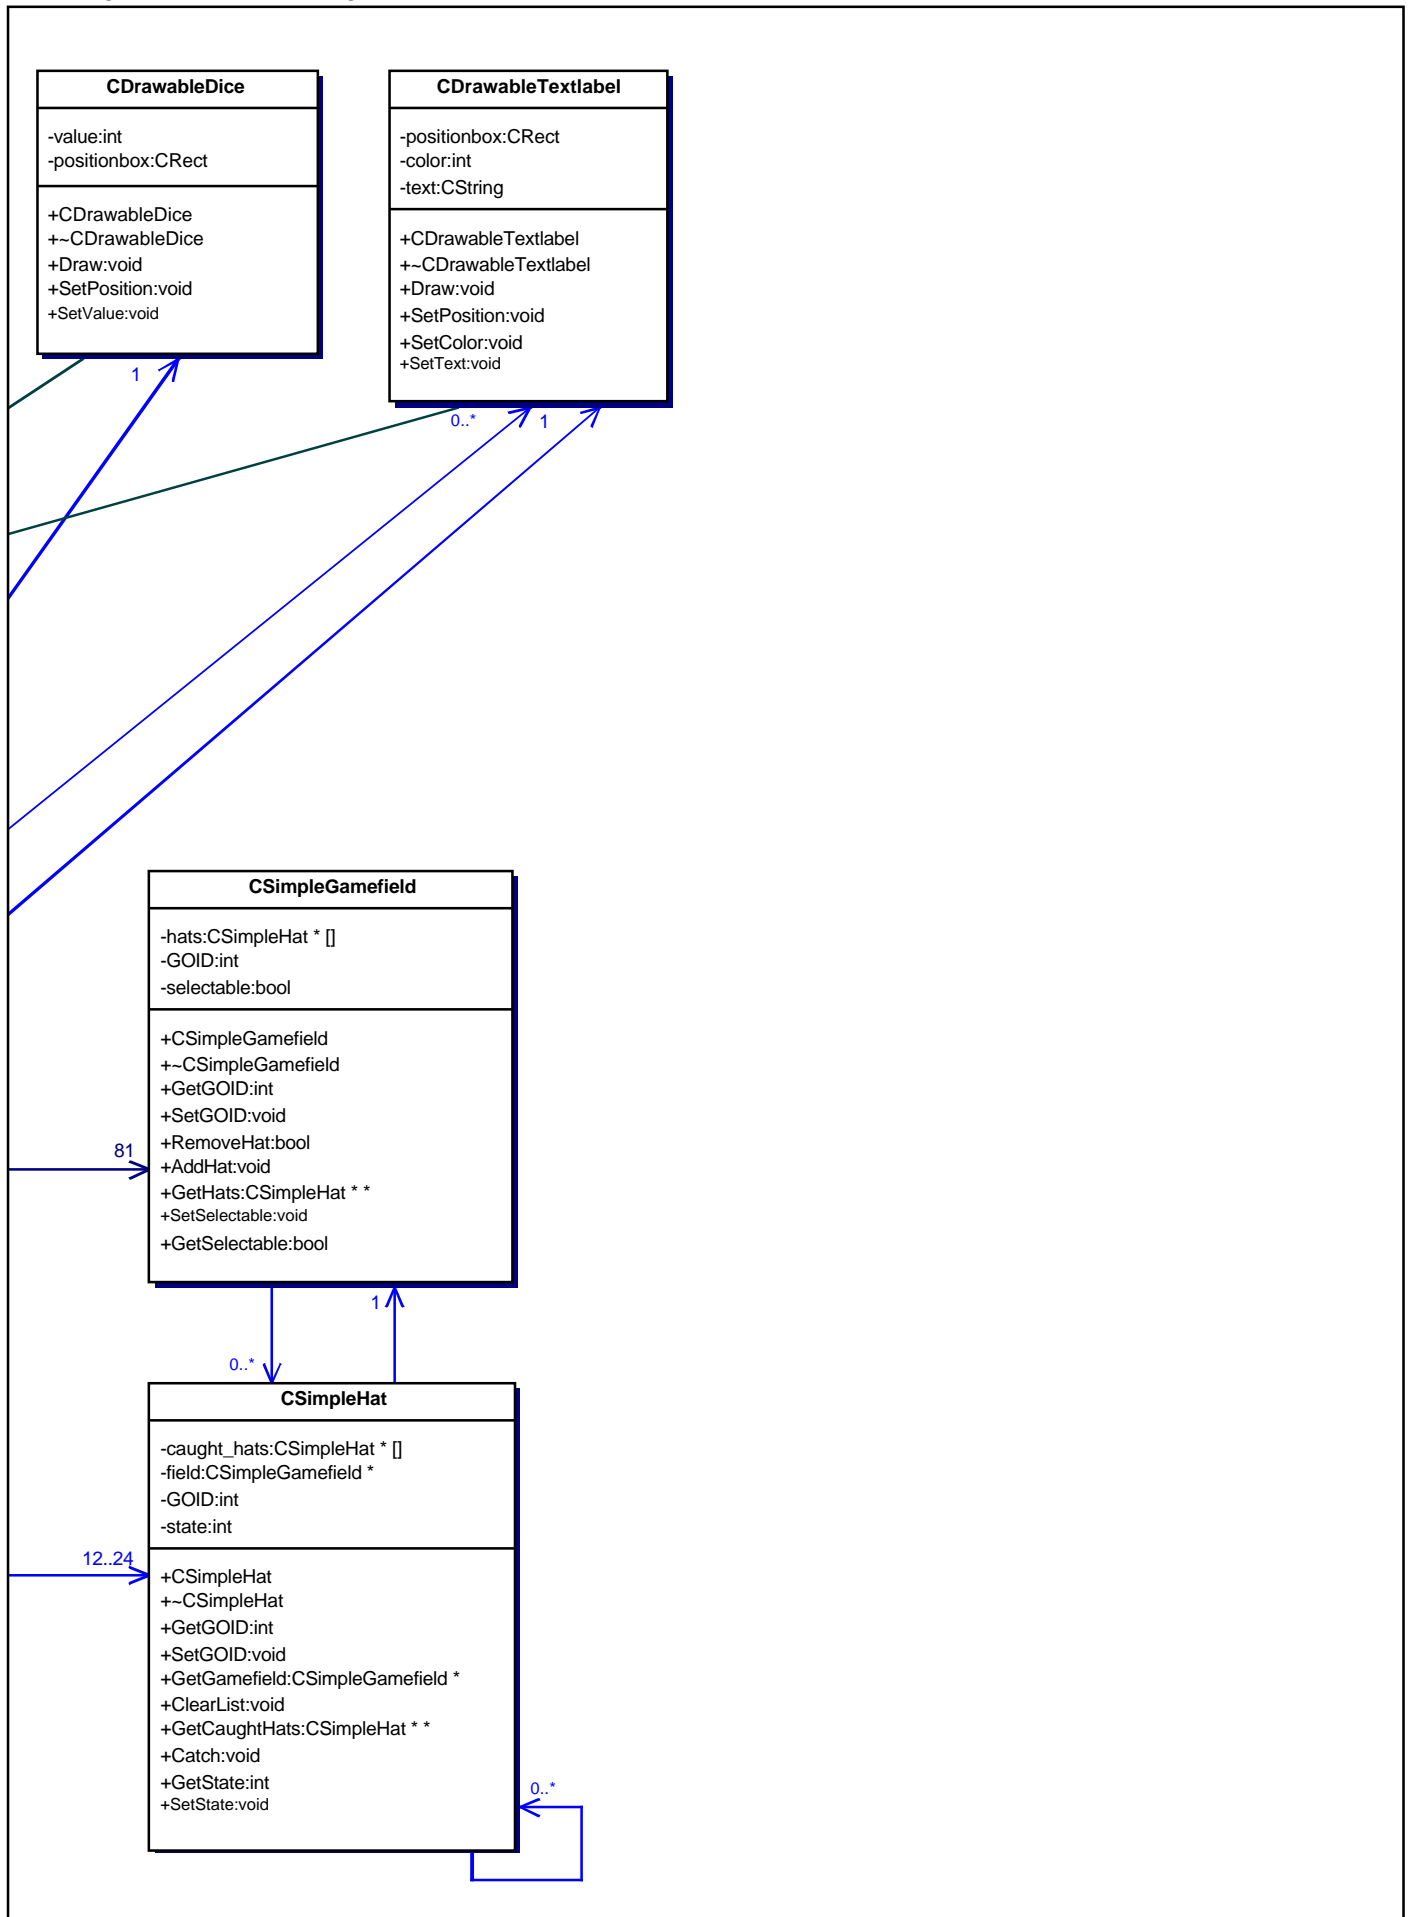 CDrawableDice
-value:int
-positionbox:CRect
+CDrawableDice
+~CDrawableDice
+Draw:void
+SetPosition:void
+SetValue:void
1
CDrawableTextlabel
-positionbox:CRect
-color:int
-text:CString
+CDrawableTextlabel
+~CDrawableTextlabel
+Draw:void
+SetPosition:void
+SetColor:void
+SetText:void
0..*
1
CSimpleGamefield
-hats:CSimpleHat * []
-GOID:int
-selectable:bool
+CSimpleGamefield
+~CSimpleGamefield
+GetGOID:int
+SetGOID:void
+RemoveHat:bool
+AddHat:void
+GetHats:CSimpleHat * *
+SetSelectable:void
+GetSelectable:bool
81
1
0..*
CSimpleHat
-caught_hats:CSimpleHat * []
-field:CSimpleGamefield *
-GOID:int
-state:int
+CSimpleHat
+~CSimpleHat
+GetGOID:int
+SetGOID:void
+GetGamefield:CSimpleGamefield *
+ClearList:void
+GetCaughtHats:CSimpleHat * *
+Catch:void
+GetState:int
+SetState:void
12..24
0..*